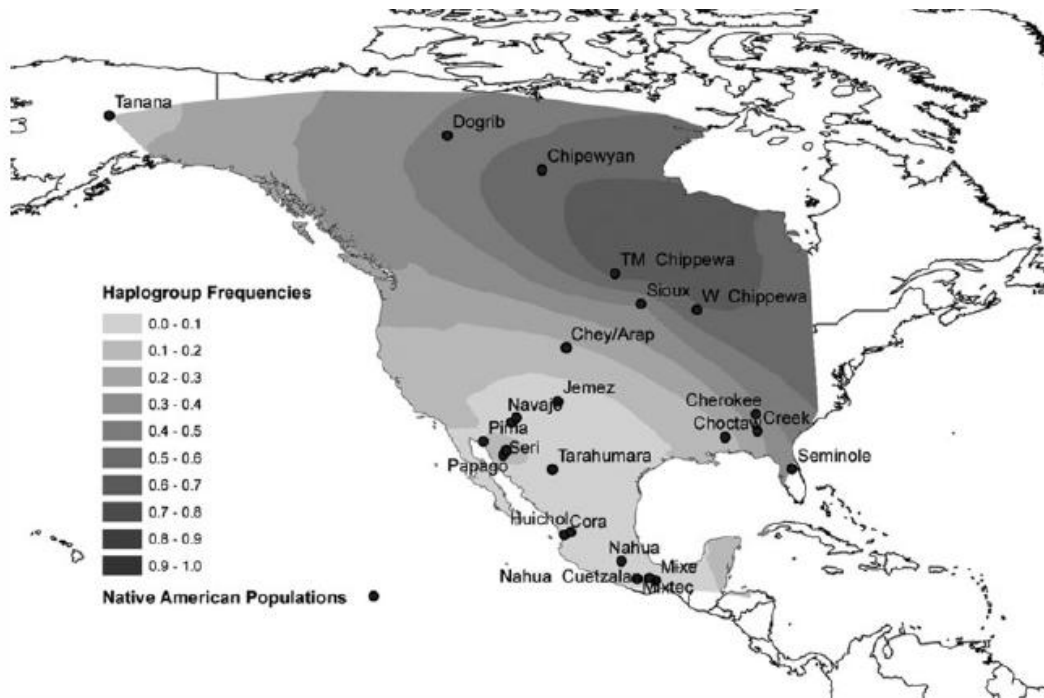 Tanana
Dogrib
Chipewyan
TM Chippewa
Sioux
W Chippewa
Haplogroup Frequencies
0.0 - 0.1
0.1 - 0.2
0.2 - 0.3
0.3 - 0.4
0.4 - 0.5
0.5 - 0.6
0.6 - 0.7
0.7 - 0.8
0.8 - 0.9
0.9 - 1.0
Native American Populations
Chey/Arap
Jemez
Navajo
Pima
Seri
Papago
Tarahumara
Cherokee
Creek
Choctaw
Seminole
Huichol
Cora
Nahua
Mixe
Nahua Cuetzala
Mixtec